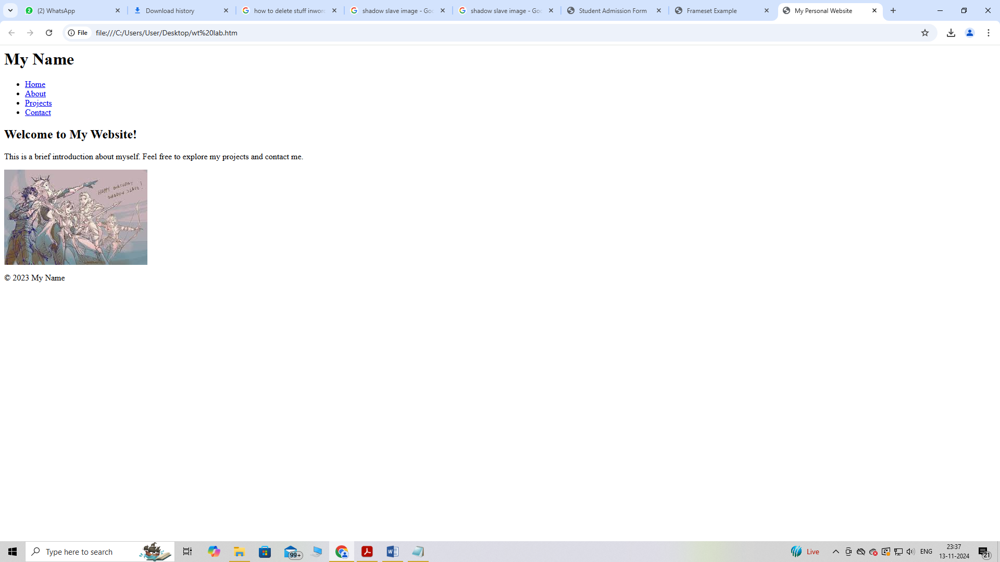 (2) WhatsApp
Download history
how to delete stuff inword
shadow slave image - Goo
shadow slave image - Goo
Student Admission Form
Frameset Example
My Personal Website
File
file:///C:/Users/User/Desktop/wt%20lab.htm
My Name
Home
About
Projects
Contact
Welcome to My Website!
This is a brief introduction about myself. Feel free to explore my projects and contact me.
HAPPY BIRTHDAY
SHADOW SLAVE!
© 2023 My Name
Type here to search
99+
Live
ENG
23:37
13-11-2024
21